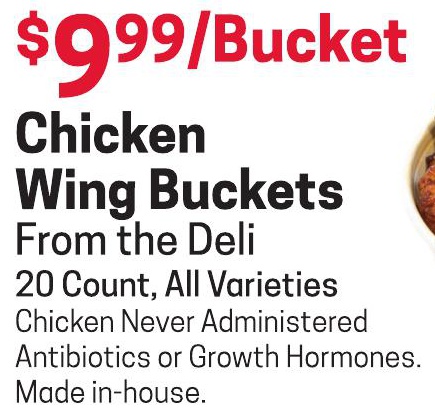 $9.99/Bucket
Chicken
Wing Buckets
From the Deli
20 Count, All Varieties
Chicken Never Administered
Antibiotics or Growth Hormones.
Made in-house.